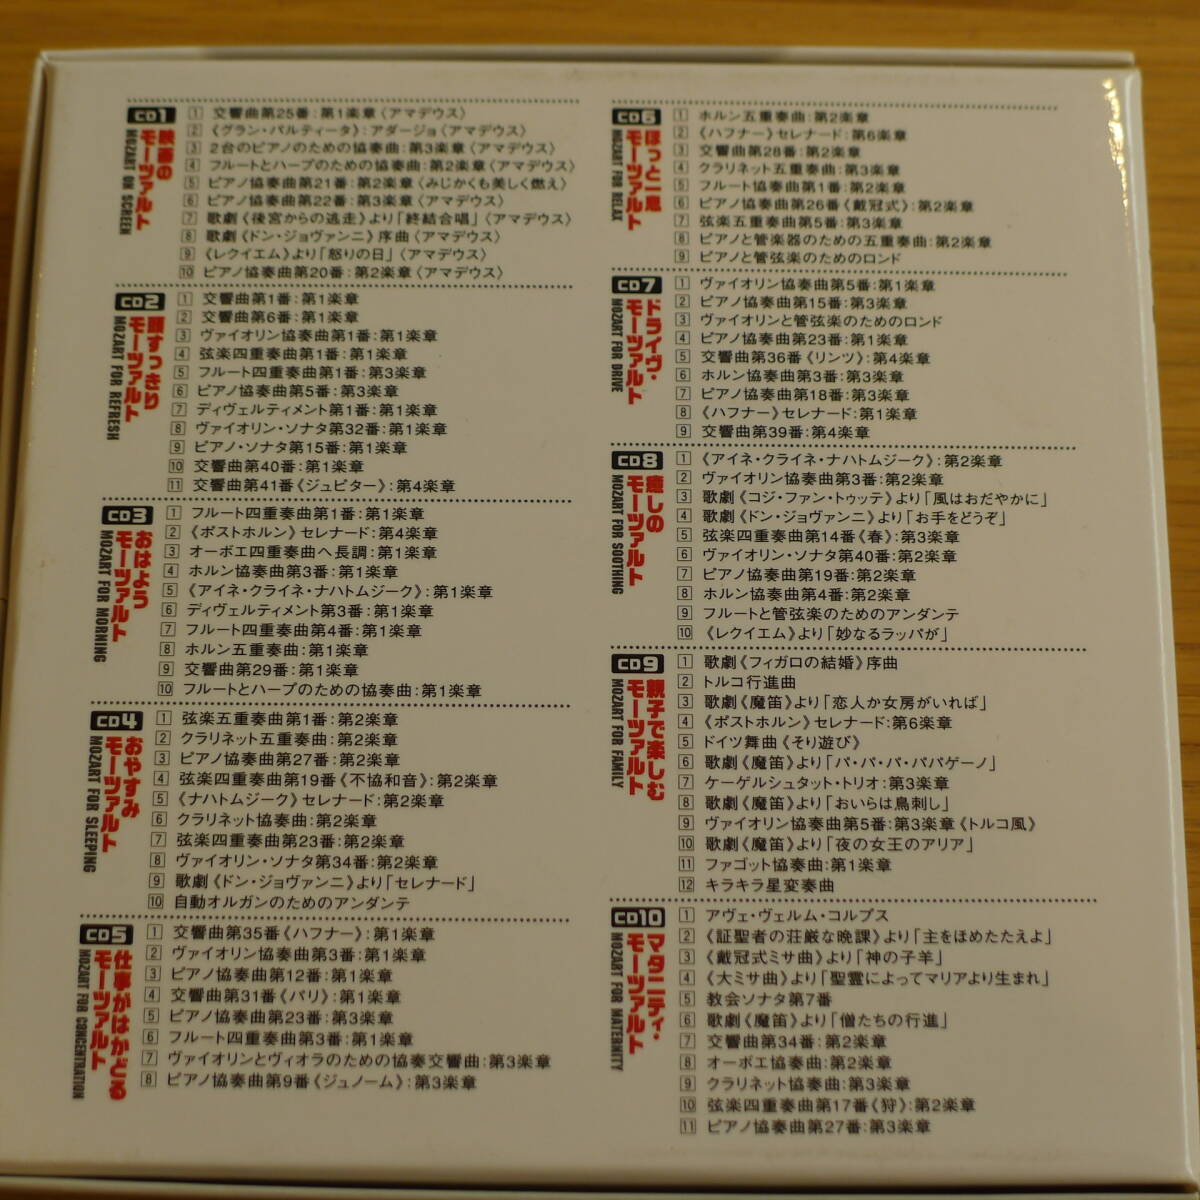 CD1
映画の
モーツァルト
MOZART ON SCREEN
1 交響曲第25番:第1楽章〈アマデウス〉
2 《グラン・パルティータ》:アダージョ〈アマデウス〉
3 2台のピアノのための協奏曲:第3楽章〈アマデウス〉
4 フルートとハープのための協奏曲:第2楽章〈アマデウス〉
5 ピアノ協奏曲第21番:第2楽章〈みじかくも美しく燃え〉
6 ピアノ協奏曲第22番:第3楽章〈アマデウス〉
7 歌劇《後宮からの逃走》より「終結合唱」〈アマデウス〉
8 歌劇《ドン・ジョヴァンニ》序曲〈アマデウス〉
9 《レクイエム》より「怒りの日」〈アマデウス〉
10 ピアノ協奏曲第20番:第2楽章〈アマデウス〉
CD2
頭すっきり
モーツァルト
MOZART FOR REFRESH
1 交響曲第1番:第1楽章
2 交響曲第6番:第1楽章
3 ヴァイオリン協奏曲第1番:第1楽章
4 弦楽四重奏曲第1番:第1楽章
5 フルート四重奏曲第1番:第3楽章
6 ピアノ協奏曲第5番:第3楽章
7 ディヴェルティメント第1番:第1楽章
8 ヴァイオリン・ソナタ第32番:第1楽章
9 ピアノ・ソナタ第15番:第1楽章
10 交響曲第40番:第1楽章
11 交響曲第41番《ジュピター》:第4楽章
CD3
おはよう
モーツァルト
MOZART FOR MORNING
1 フルート四重奏曲第1番:第1楽章
2 《ポストホルン》セレナード:第4楽章
3 オーボエ四重奏曲ヘ長調:第1楽章
4 ホルン協奏曲第3番:第1楽章
5 《アイネ・クライネ・ナハトムジーク》:第1楽章
6 ディヴェルティメント第3番:第1楽章
7 フルート四重奏曲第4番:第1楽章
8 ホルン五重奏曲:第1楽章
9 交響曲第29番:第1楽章
10 フルートとハープのための協奏曲:第1楽章
CD4
おやすみ
モーツァルト
MOZART FOR SLEEPING
1 弦楽五重奏曲第1番:第2楽章
2 クラリネット五重奏曲:第2楽章
3 ピアノ協奏曲第27番:第2楽章
4 弦楽四重奏曲第19番《不協和音》:第2楽章
5 《ナハトムジーク》セレナード:第2楽章
6 クラリネット協奏曲:第2楽章
7 弦楽四重奏曲第23番:第2楽章
8 ヴァイオリン・ソナタ第34番:第2楽章
9 歌劇《ドン・ジョヴァンニ》より「セレナード」
10 自動オルガンのためのアンダンテ
CD5
仕事がはかどる
モーツァルト
MOZART FOR CONCENTRATION
1 交響曲第35番《ハフナー》:第1楽章
2 ヴァイオリン協奏曲第3番:第1楽章
3 ピアノ協奏曲第12番:第1楽章
4 交響曲第31番《パリ》:第1楽章
5 ピアノ協奏曲第23番:第3楽章
6 フルート四重奏曲第3番:第1楽章
7 ヴァイオリンとヴィオラのための協奏交響曲:第3楽章
8 ピアノ協奏曲第9番《ジュノーム》:第3楽章
CD6
ほっと一息
モーツァルト
MOZART FOR RELAX
1 ホルン五重奏曲:第2楽章
2 《ハフナー》セレナード:第6楽章
3 交響曲第28番:第2楽章
4 クラリネット五重奏曲:第3楽章
5 フルート協奏曲第1番:第2楽章
6 ピアノ協奏曲第26番《戴冠式》:第2楽章
7 弦楽五重奏曲第5番:第3楽章
8 ピアノと管楽器のための五重奏曲:第2楽章
9 ピアノと管弦楽のためのロンド
CD7
ドライヴ・
モーツァルト
MOZART FOR DRIVE
1 ヴァイオリン協奏曲第5番:第1楽章
2 ピアノ協奏曲第15番:第3楽章
3 ヴァイオリンと管弦楽のためのロンド
4 ピアノ協奏曲第23番:第1楽章
5 交響曲第36番《リンツ》:第4楽章
6 ホルン協奏曲第3番:第3楽章
7 ピアノ協奏曲第18番:第3楽章
8 《ハフナー》セレナード:第1楽章
9 交響曲第39番:第4楽章
CD8
癒しの
モーツァルト
MOZART FOR SOOTHING
1 《アイネ・クライネ・ナハトムジーク》:第2楽章
2 ヴァイオリン協奏曲第3番:第2楽章
3 歌劇《コジ・ファン・トゥッテ》より「風はおだやかに」
4 歌劇《ドン・ジョヴァンニ》より「お手をどうぞ」
5 弦楽四重奏曲第14番《春》:第3楽章
6 ヴァイオリン・ソナタ第40番:第2楽章
7 ピアノ協奏曲第19番:第2楽章
8 ホルン協奏曲第4番:第2楽章
9 フルートと管弦楽のためのアンダンテ
10 《レクイエム》より「妙なるラッパが」
CD9
親子で楽しむ
モーツァルト
MOZART FOR FAMILY
1 歌劇《フィガロの結婚》序曲
2 トルコ行進曲
3 歌劇《魔笛》より「恋人か女房がいれば」
4 《ポストホルン》セレナード:第6楽章
5 ドイツ舞曲《そり遊び》
6 歌劇《魔笛》より「パ・パ・パ・パパゲーノ」
7 ケーゲルシュタット・トリオ:第3楽章
8 歌劇《魔笛》より「おいらは鳥刺し」
9 ヴァイオリン協奏曲第5番:第3楽章《トルコ風》
10 歌劇《魔笛》より「夜の女王のアリア」
11 ファゴット協奏曲:第1楽章
12 キラキラ星変奏曲
CD10
マタニティ・
モーツァルト
MOZART FOR MATERNITY
1 アヴェ・ヴェルム・コルプス
2 《証聖者の荘厳な晩課》より「主をほめたたえよ」
3 《戴冠式ミサ曲》より「神の子羊」
4 《大ミサ曲》より「聖霊によってマリアより生まれ」
5 教会ソナタ第7番
6 歌劇《魔笛》より「僧たちの行進」
7 交響曲第34番:第2楽章
8 オーボエ協奏曲:第2楽章
9 クラリネット協奏曲:第3楽章
10 弦楽四重奏曲第17番《狩》:第2楽章
11 ピアノ協奏曲第27番:第3楽章